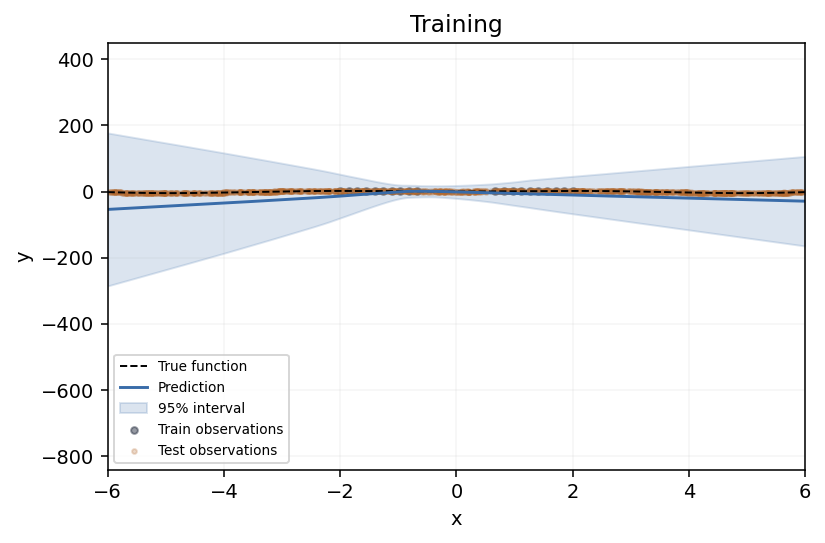 Training
400
200
0
−200
−400
−600
−800
y
True function
Prediction
95% interval
Train observations
Test observations
−6 −4 −2 0 2 4 6
x